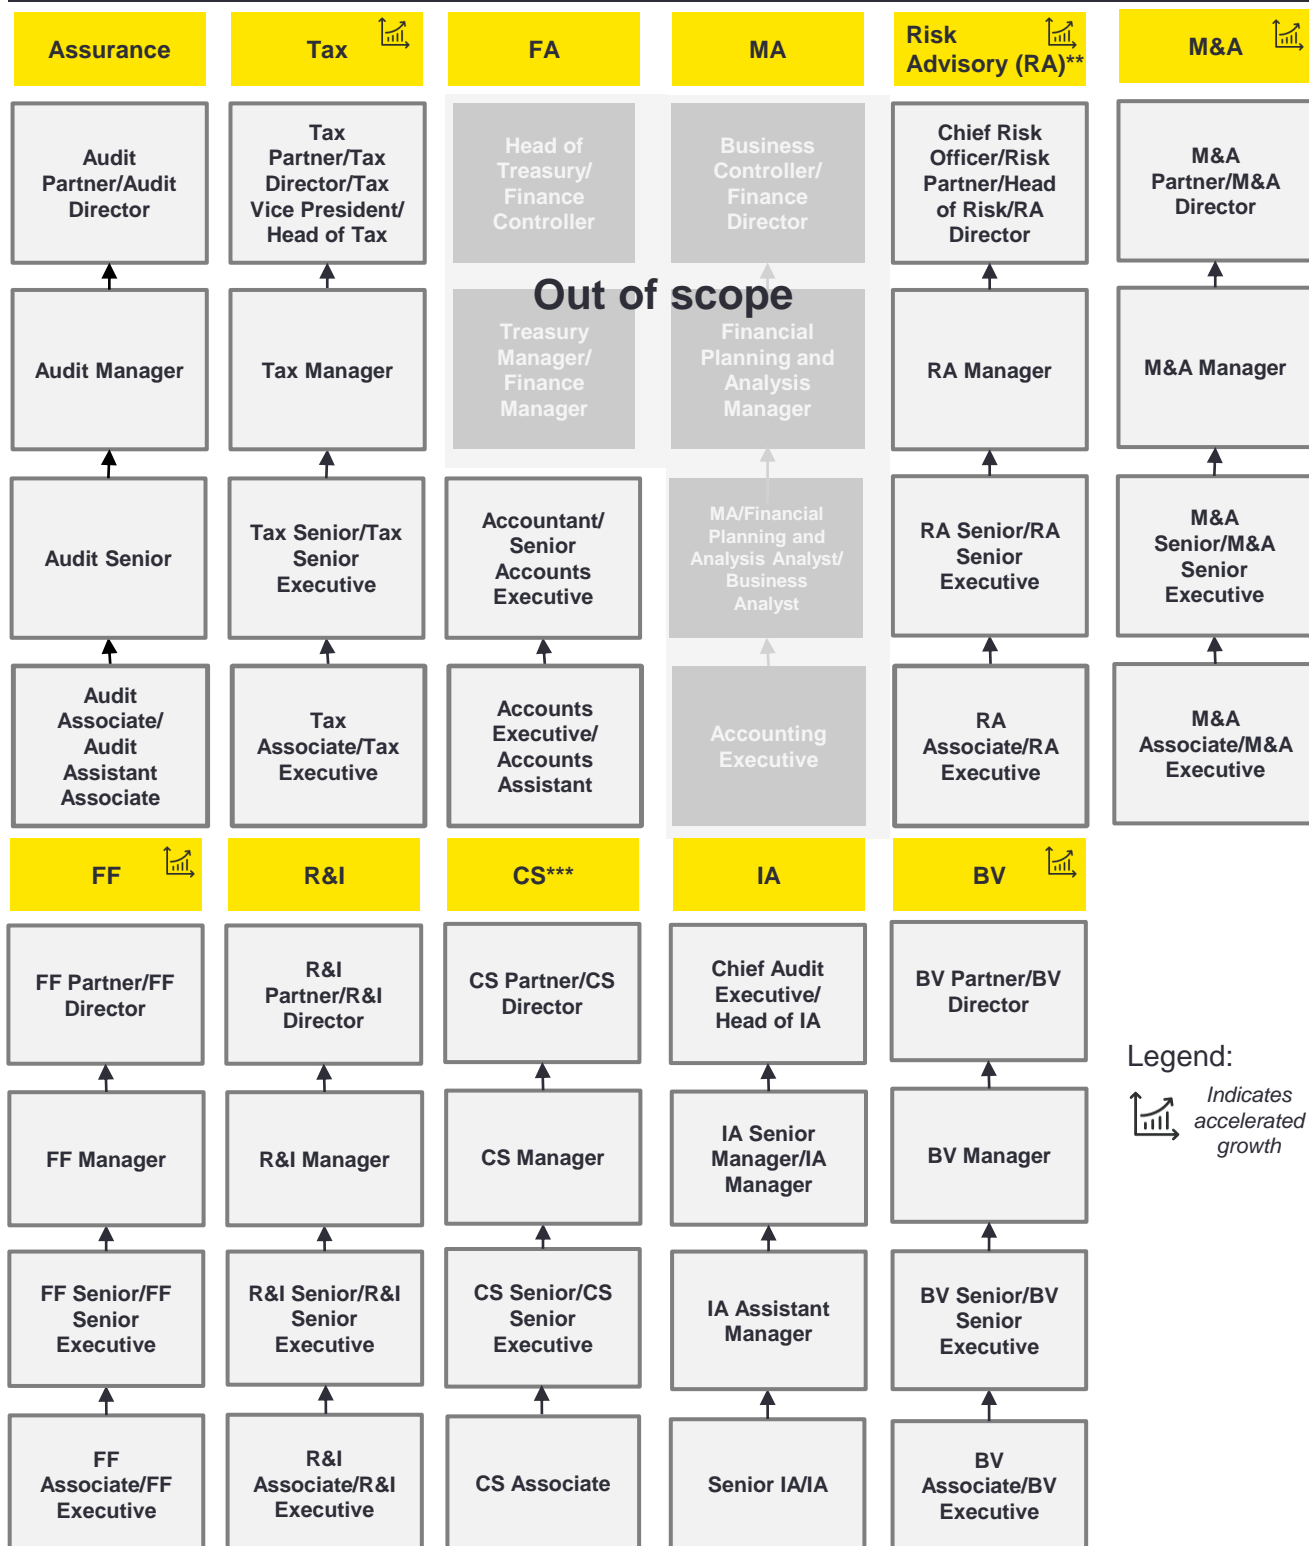 Assurance
Tax
FA
MA
Risk
Advisory (RA)**
M&A
Audit
Partner/Audit
Director
Tax
Partner/Tax
Director/Tax
Vice President/
Head of Tax
Head of
Treasury/
Finance
Controller
Business
Controller/
Finance
Director
Chief Risk
Officer/Risk
Partner/Head
of Risk/RA
Director
M&A
Partner/M&A
Director
Out of scope
Audit Manager
Tax Manager
Treasury
Manager/
Finance
Manager
Financial
Planning and
Analysis
Manager
RA Manager
M&A Manager
Audit Senior
Tax Senior/Tax
Senior
Executive
Accountant/
Senior
Accounts
Executive
MA/Financial
Planning and
Analysis Analyst/
Business
Analyst
RA Senior/RA
Senior
Executive
M&A
Senior/M&A
Senior
Executive
Audit
Associate/
Audit
Assistant
Associate
Tax
Associate/Tax
Executive
Accounts
Executive/
Accounts
Assistant
Accounting
Executive
RA
Associate/RA
Executive
M&A
Associate/M&A
Executive
FF
R&I
CS***
IA
BV
FF Partner/FF
Director
R&I
Partner/R&I
Director
CS Partner/CS
Director
Chief Audit
Executive/
Head of IA
BV Partner/BV
Director
Legend:
Indicates
accelerated
growth
FF Manager
R&I Manager
CS Manager
IA Senior
Manager/IA
Manager
BV Manager
FF Senior/FF
Senior
Executive
R&I Senior/R&I
Senior
Executive
CS Senior/CS
Senior
Executive
IA Assistant
Manager
BV Senior/BV
Senior
Executive
FF
Associate/FF
Executive
R&I
Associate/R&I
Executive
CS Associate
Senior IA/IA
BV
Associate/BV
Executive